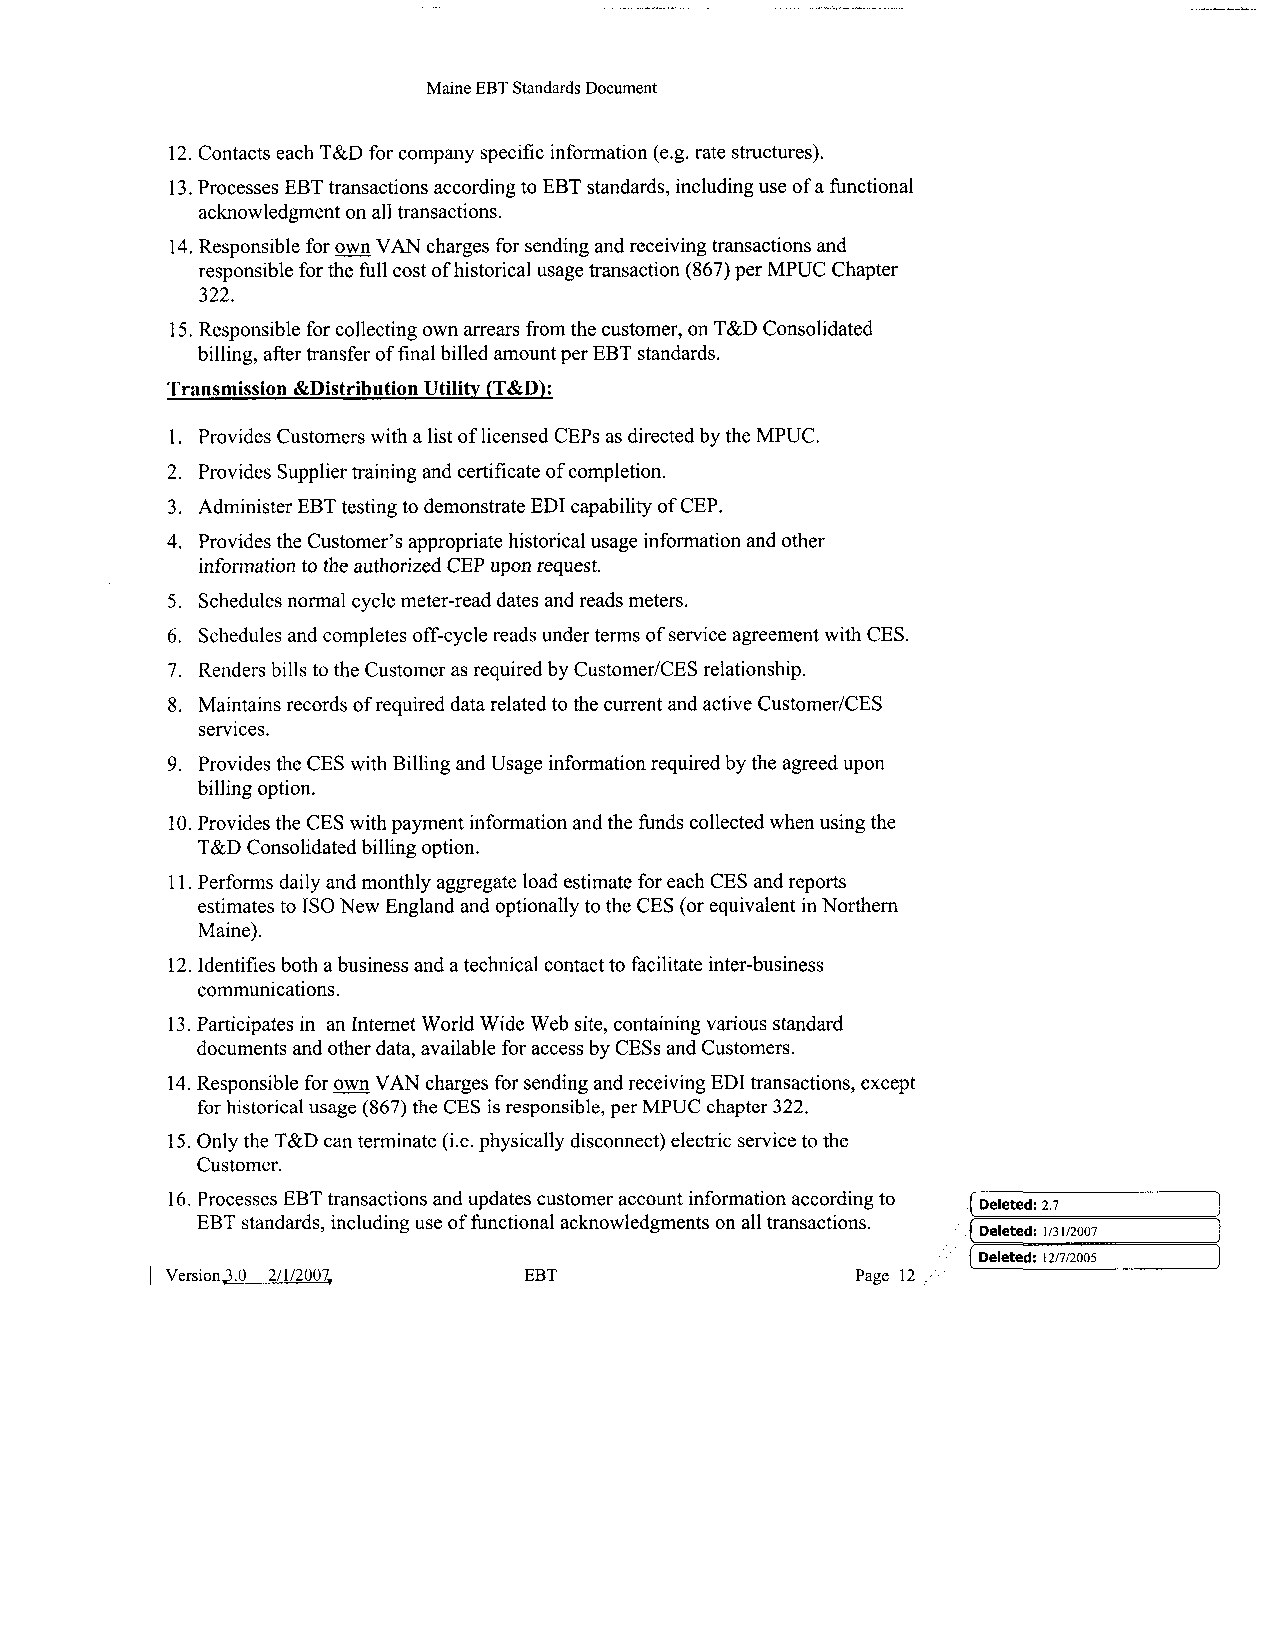 Maine EBT Standards Document
12. Contacts each T&D for company specific information (e.g. rate structures).
13. Processes EBT transactions according to EBT standards, including use of a functional
acknowledgment on all transactions.
14. Responsible for own VAN charges for sending and receiving transactions and
responsible for the full cost of historical usage transaction (867) per MPUC Chapter
322.
15. Responsible for collecting own arrears from the customer, on T&D Consolidated
billing, after transfer of final billed amount per EBT standards.
Transmission &Distribution Utility (T&D):
1. Provides Customers with a list of licensed CEPs as directed by the MPUC.
2. Provides Supplier training and certificate of completion.
3. Administer EBT testing to demonstrate EDI capability of CEP.
4. Provides the Customer's appropriate historical usage information and other
information to the authorized CEP upon request.
5. Schedules normal cycle meter-read dates and reads meters.
6. Schedules and completes off-cycle reads under terms of service agreement with CES.
7. Renders bills to the Customer as required by Customer/CES relationship.
8. Maintains records of required data related to the current and active Customer/CES
services.
9. Provides the CES with Billing and Usage information required by the agreed upon
billing option.
10. Provides the CES with payment information and the funds collected when using the
T&D Consolidated billing option.
11. Performs daily and monthly aggregate load estimate for each CES and reports
estimates to ISO New England and optionally to the CES (or equivalent in Northern
Maine).
12. Identifies both a business and a technical contact to facilitate inter-business
communications.
13. Participates in an Internet World Wide Web site, containing various standard
documents and other data, available for access by CESs and Customers.
14. Responsible for own VAN charges for sending and receiving EDI transactions, except
for historical usage (867) the CES is responsible, per MPUC chapter 322.
15. Only the T&D can terminate (i.e. physically disconnect) electric service to the
Customer.
16. Processes EBT transactions and updates customer account information according to
EBT standards, including use of functional acknowledgments on all transactions.
Deleted: 2.7
Deleted: 1/31/2007
Deleted: 12/7/2005
Version 3.0 2/1/2007 EBT Page 12